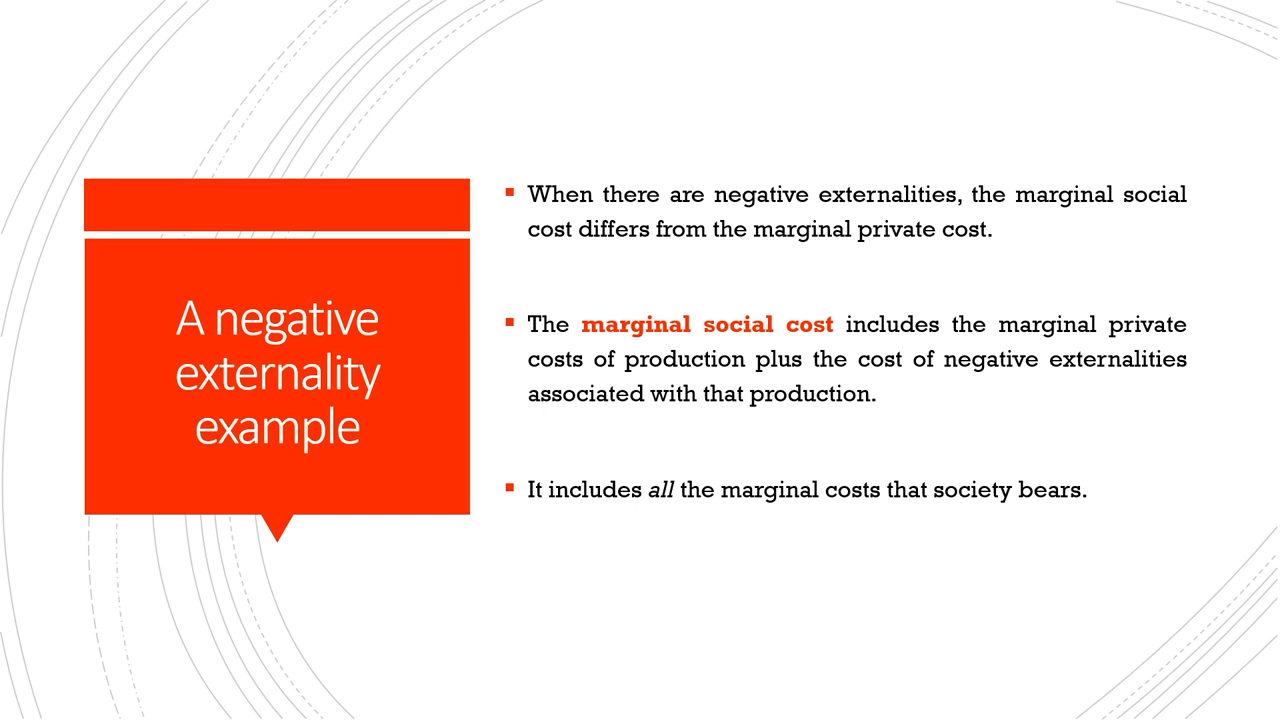 A negative
externality
example
When there are negative externalities, the marginal social
cost differs from the marginal private cost.
The marginal social cost includes the marginal private
costs of production plus the cost of negative externalities
associated with that production.
It includes all the marginal costs that society bears.